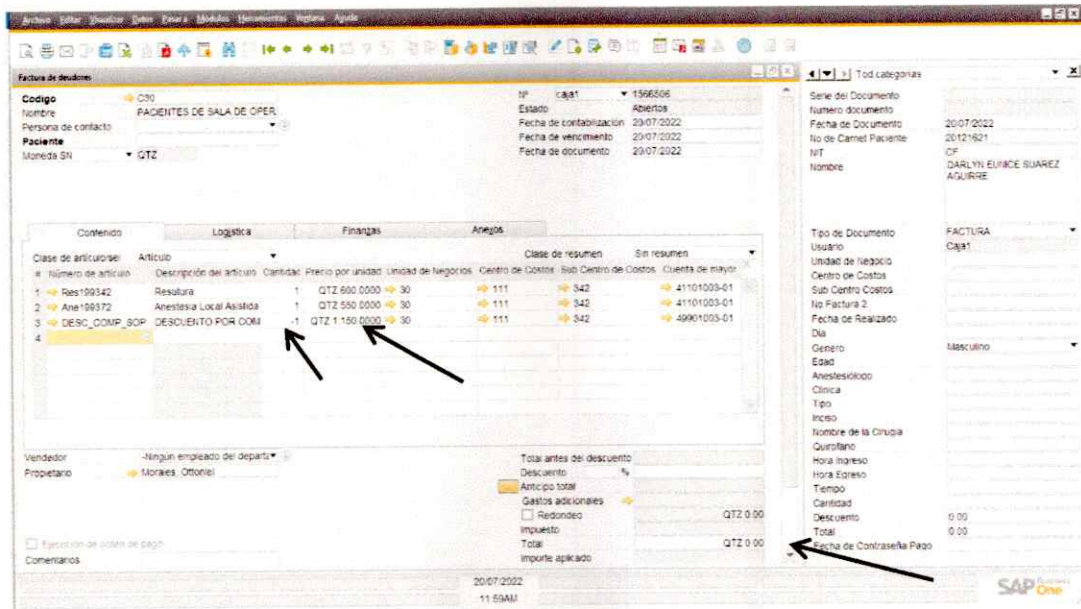 Archivo Editar Visualizar Datos Pasar a Módulos Herramientas Ventana Ayuda
Factura de deudores
Codigo C30
Nombre PACIENTES DE SALA DE OPER
Persona de contacto
Paciente
Moneda SN QTZ
Nº caja1 1566506
Estado Abiertos
Fecha de contabilización 20/07/2022
Fecha de vencimiento 20/07/2022
Fecha de documento 20/07/2022
Contenido Logística Finanzas Anexos
Clase de artículo/ser Artículo Clase de resumen Sin resumen
# Número de artículo Descripción del artículo Cantidad Precio por unidad Unidad de Negocios Centro de Costos Sub Centro de Costos Cuenta de mayor
1 Res199342 Resutura 1 QTZ 600.0000 30 111 342 41101003-01
2 Ane199372 Anestesia Local Asistida 1 QTZ 550.0000 30 111 342 41101003-01
3 DESC_COMP_SOP DESCUENTO POR COM -1 QTZ 1.150.0000 30 111 342 49901003-01
4
Vendedor -Ningún empleado del departa
Propietario Morales, Ottoniel
Ejecución de orden de pago
Comentarios
Total antes del descuento
Descuento %
Anticipo total
Gastos adicionales
Redondeo QTZ 0.00
Impuesto
Total QTZ 0.00
Importe aplicado
Tod.categorias
Serie del Documento
Numero documento
Fecha de Documento 20/07/2022
No de Carnet Paciente 20121621
NIT CF
Nombre DARLYN EUNICE SUAREZ
AGUIRRE
Tipo de Documento FACTURA
Usuario Caja1
Unidad de Negocio
Centro de Costos
Sub Centro Costos
No Factura 2
Fecha de Realizado
Dia
Genero Masculino
Edad
Anestesiólogo
Clinica
Tipo
Inciso
Nombre de la Cirugia
Quirofano
Hora Ingreso
Hora Egreso
Tiempo
Cantidad
Descuento 0.00
Total 0.00
Fecha de Contraseña Pago
20/07/2022
11:59AM
SAP Business
One